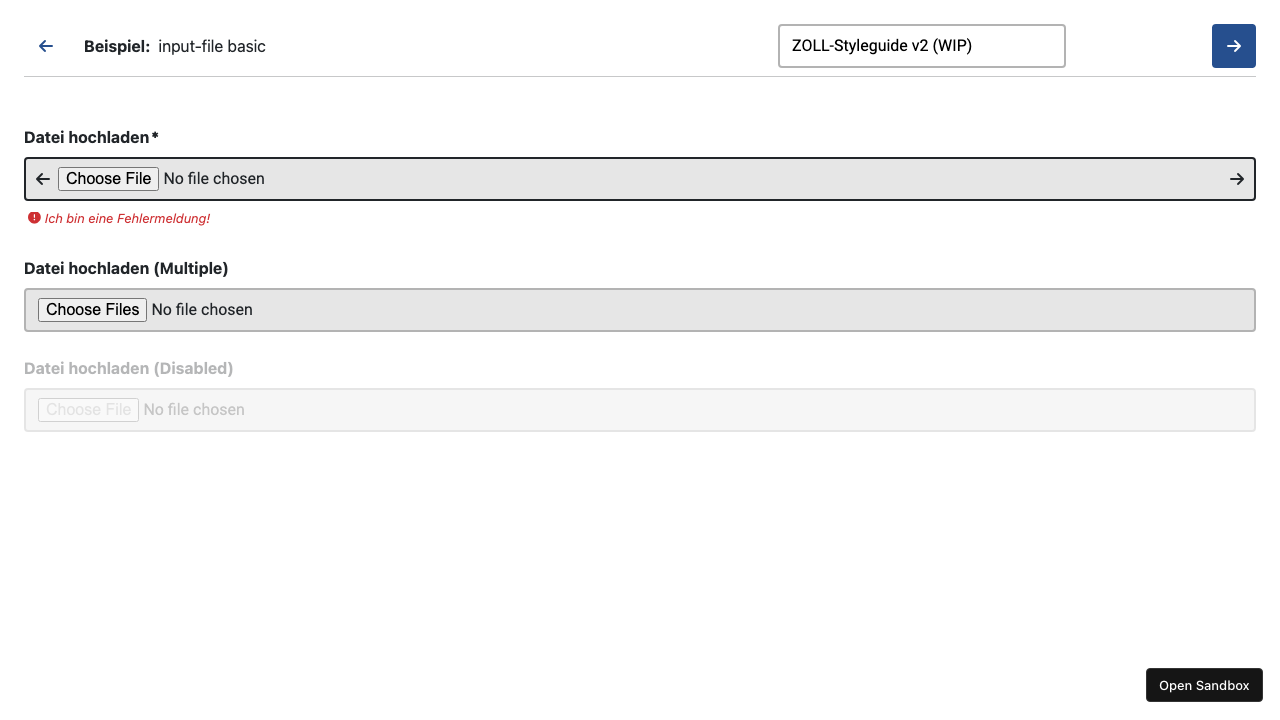 Beispiel: input-file basic
ZOLL-Styleguide v2 (WIP)
Datei hochladen*
Choose File No file chosen
Ich bin eine Fehlermeldung!
Datei hochladen (Multiple)
Choose Files No file chosen
Datei hochladen (Disabled)
Choose File No file chosen
Open Sandbox